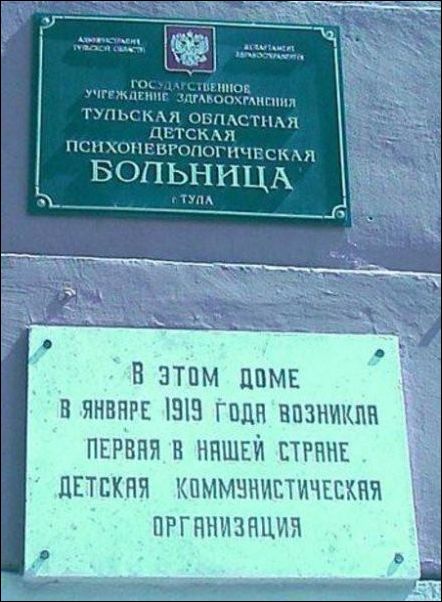 АДМИНИСТРАЦИЯ
ТУЛЬСКОЙ ОБЛАСТИ
ДЕПАРТАМЕНТ
ЗДРАВООХРАНЕНИЯ
ГОСУДАРСТВЕННОЕ
УЧРЕЖДЕНИЕ ЗДРАВООХРАНЕНИЯ
ТУЛЬСКАЯ ОБЛАСТНАЯ
ДЕТСКАЯ
ПСИХОНЕВРОЛОГИЧЕСКАЯ
БОЛЬНИЦА
г. ТУЛА
В ЭТОМ ДОМЕ
В ЯНВАРЕ 1919 ГОДА ВОЗНИКЛА
ПЕРВАЯ В НАШЕЙ СТРАНЕ
ДЕТСКАЯ КОММУНИСТИЧЕСКАЯ
ОРГАНИЗАЦИЯ